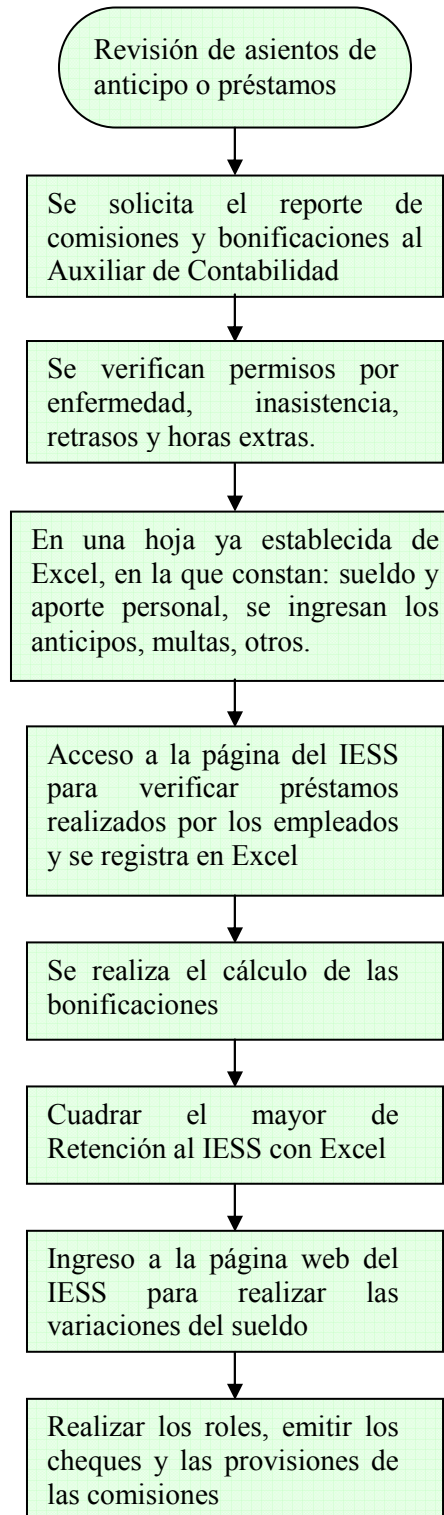 Revisión de asientos de
anticipo o préstamos
Se solicita el reporte de
comisiones y bonificaciones al
Auxiliar de Contabilidad
Se verifican permisos por
enfermedad, inasistencia,
retrasos y horas extras.
En una hoja ya establecida de
Excel, en la que constan: sueldo y
aporte personal, se ingresan los
anticipos, multas, otros.
Acceso a la página del IESS
para verificar préstamos
realizados por los empleados
y se registra en Excel
Se realiza el cálculo de las
bonificaciones
Cuadrar el mayor de
Retención al IESS con Excel
Ingreso a la página web del
IESS para realizar las
variaciones del sueldo
Realizar los roles, emitir los
cheques y las provisiones de
las comisiones